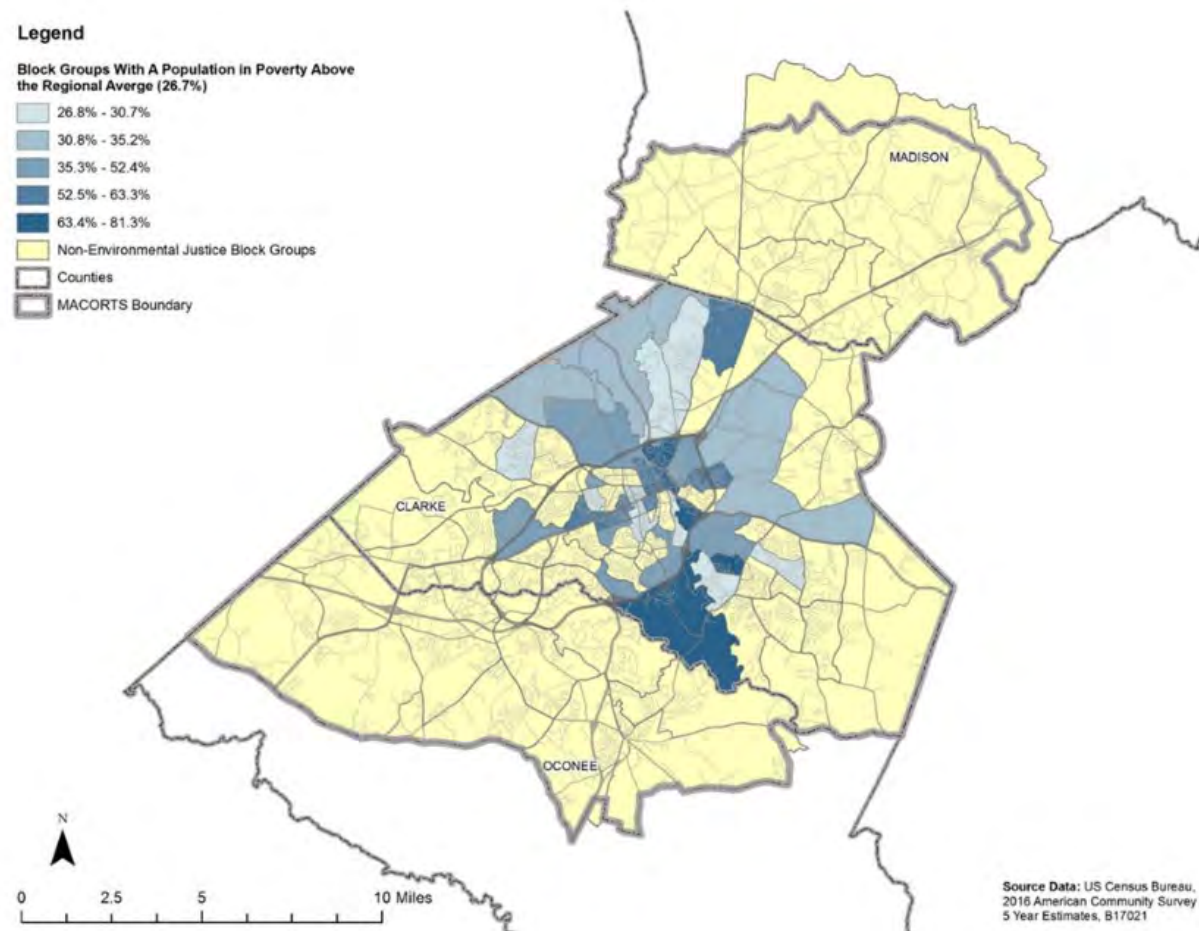 Legend
Block Groups With A Population in Poverty Above
the Regional Averge (26.7%)
26.8% - 30.7%
30.8% - 35.2%
35.3% - 52.4%
52.5% - 63.3%
63.4% - 81.3%
Non-Environmental Justice Block Groups
Counties
MACORTS Boundary
MADISON
CLARKE
OCONEE
N
0 2.5 5 10 Miles
Source Data: US Census Bureau,
2016 American Community Survey
5 Year Estimates, B17021